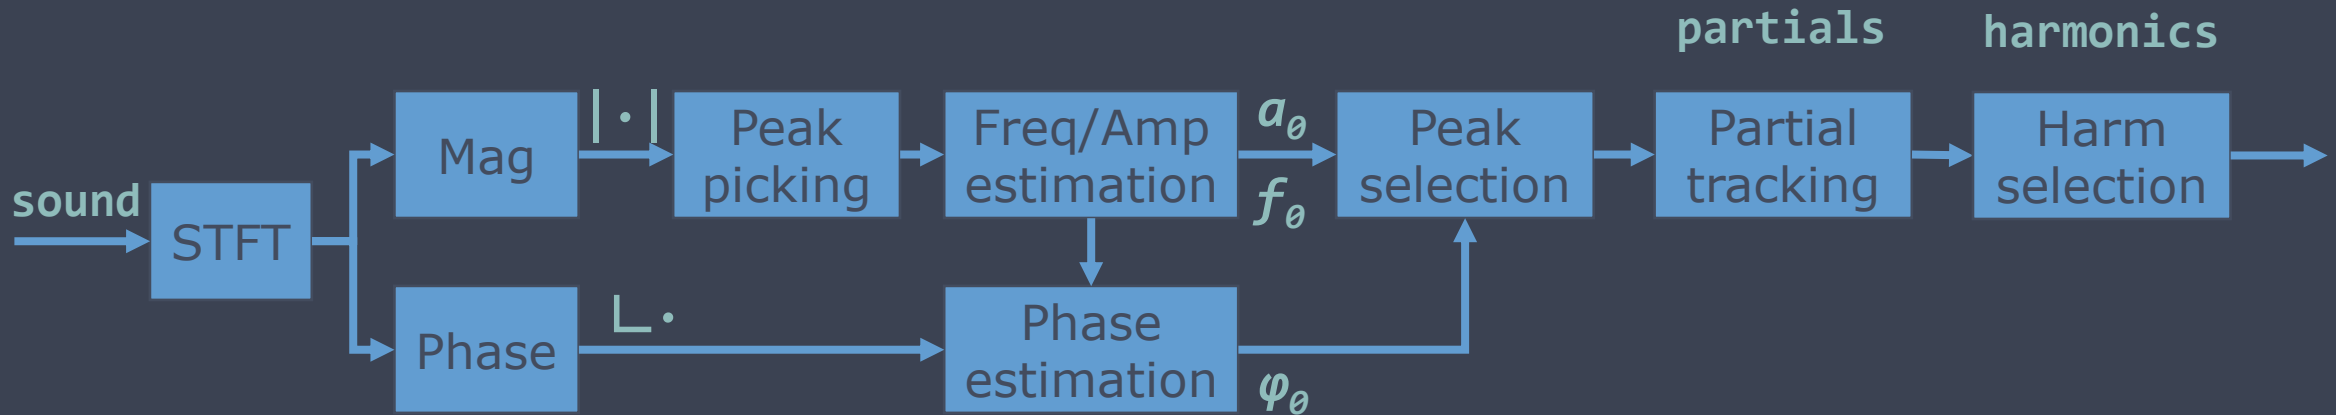 sound
STFT
Mag
|·|
Peak
picking
Freq/Amp
estimation
a₀
f₀
Peak
selection
partials
Partial
tracking
harmonics
Harm
selection
Phase
∟·
Phase
estimation
φ₀